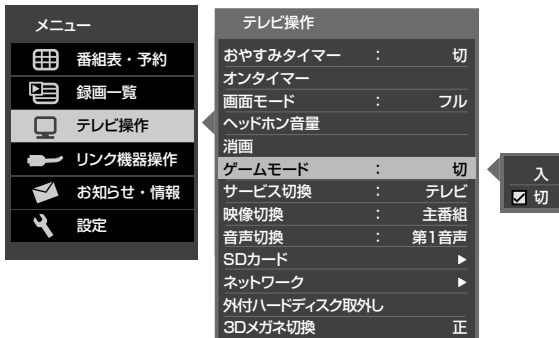 メニュー
番組表・予約
録画一覧
テレビ操作
リンク機器操作
お知らせ・情報
設定
テレビ操作
おやすみタイマー : 切
オンタイマー
画面モード : フル
ヘッドホン音量
消画
ゲームモード : 切
サービス切換 : テレビ
映像切換 : 主番組
音声切換 : 第1音声
SDカード
ネットワーク
外付ハードディスク取外し
3Dメガネ切換 正
入
切